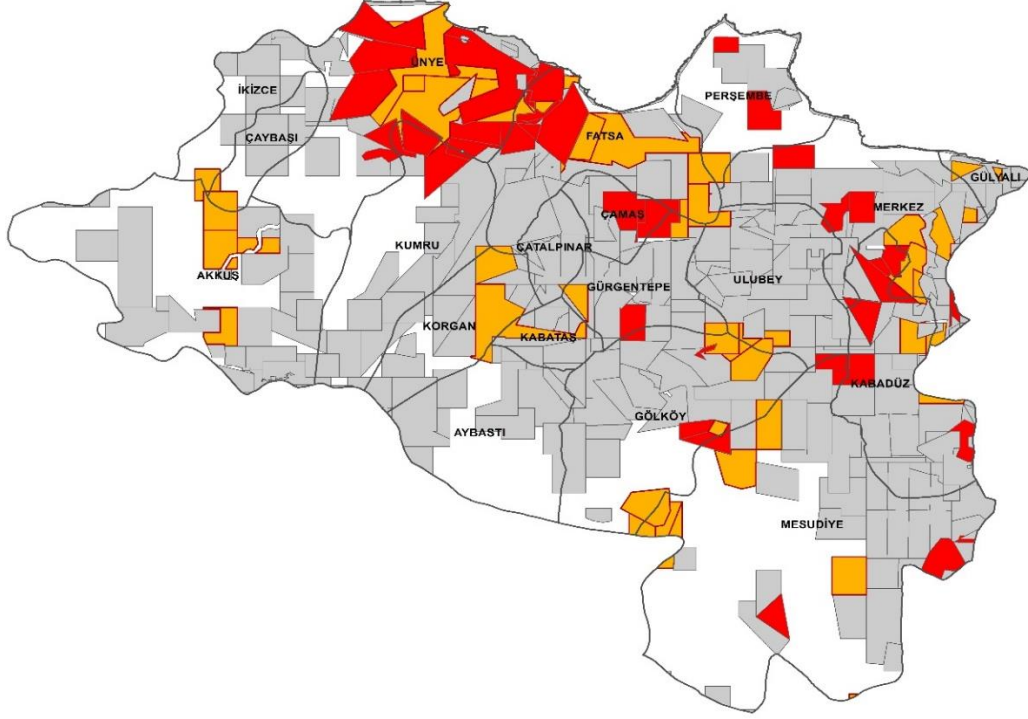 ÜNYE
İKİZCE
PERŞEMBE
ÇAYBAŞI
FATSA
GÜLYALI
MERKEZ
ÇAMAŞ
KUMRU
ÇATALPINAR
AKKUŞ
ULUBEY
GÜRGENTEPE
KORGAN
KABATAŞ
KABADÜZ
GÖLKÖY
AYBASTI
MESUDİYE